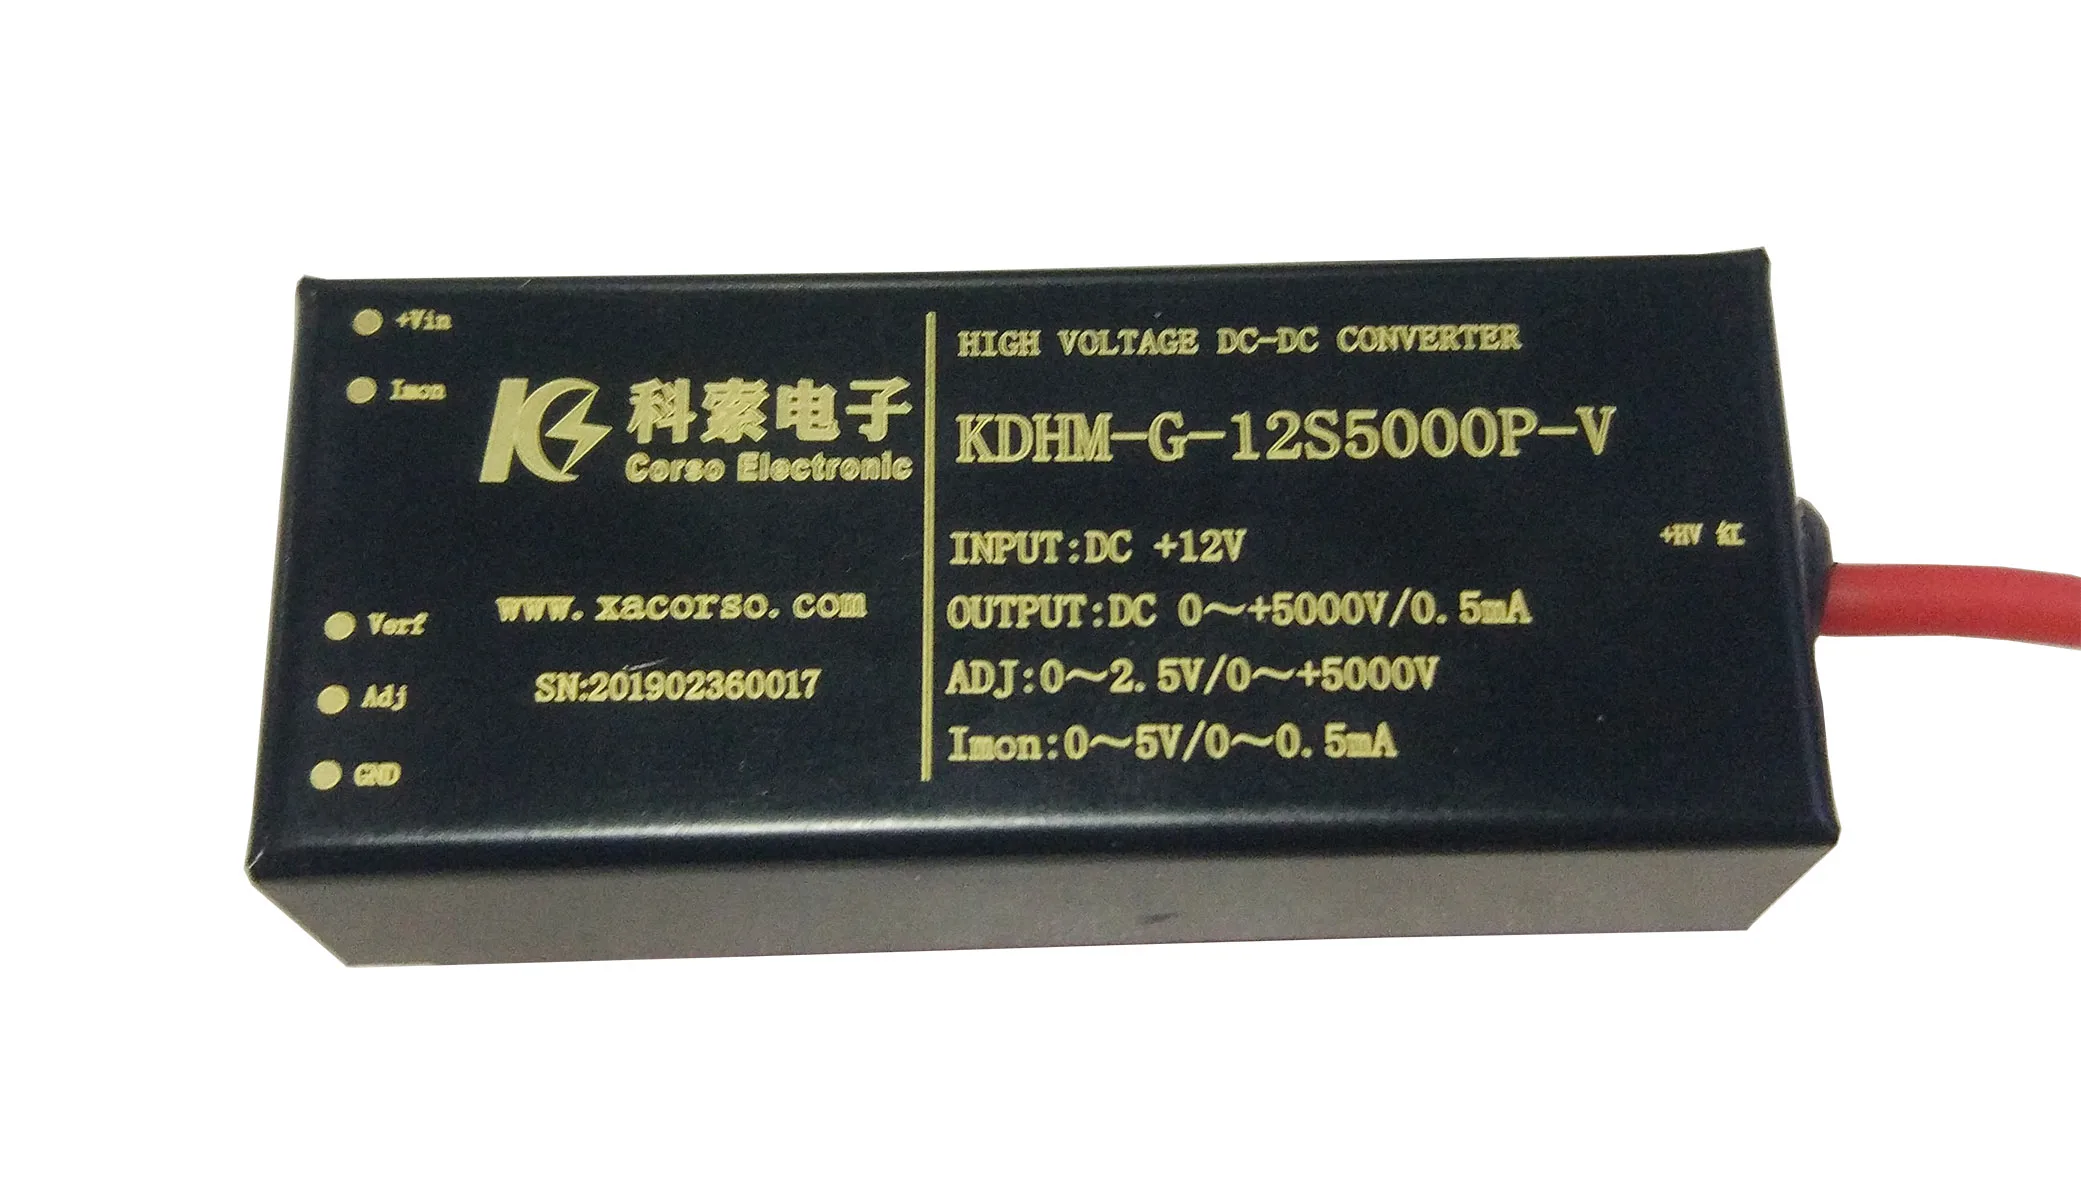 +Vin
Imon
科索电子
Corso Electronic
www.xacorso.com
SN:201902360017
Verf
Adj
GND
HIGH VOLTAGE DC-DC CONVERTER
KDHM-G-12S5000P-V
INPUT:DC +12V
OUTPUT:DC 0～+5000V/0.5mA
ADJ:0～2.5V/0～+5000V
Imon:0～5V/0～0.5mA
+HV 红